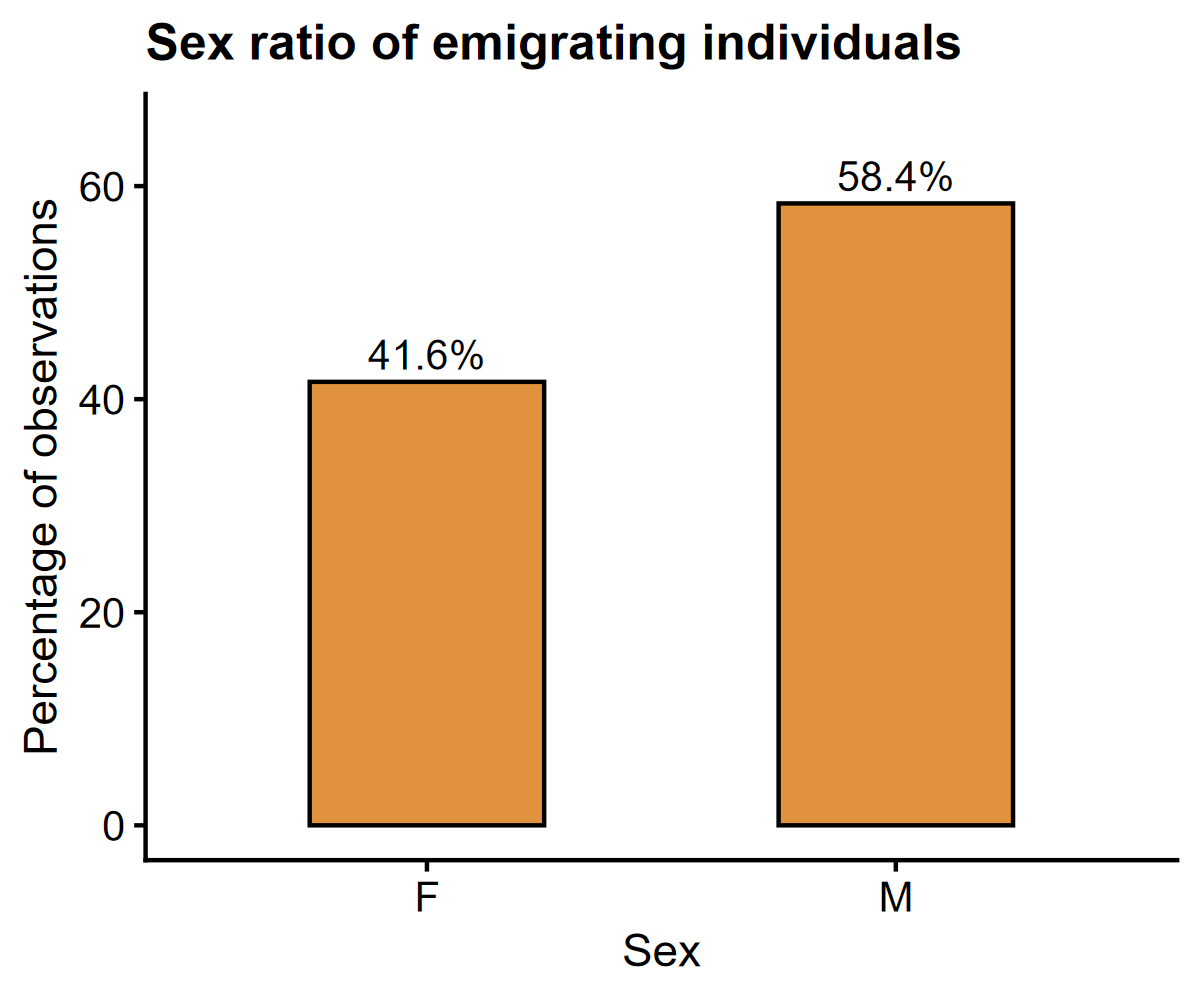 Sex ratio of emigrating individuals
Percentage of observations
60
40
20
0
41.6%
58.4%
F
M
Sex